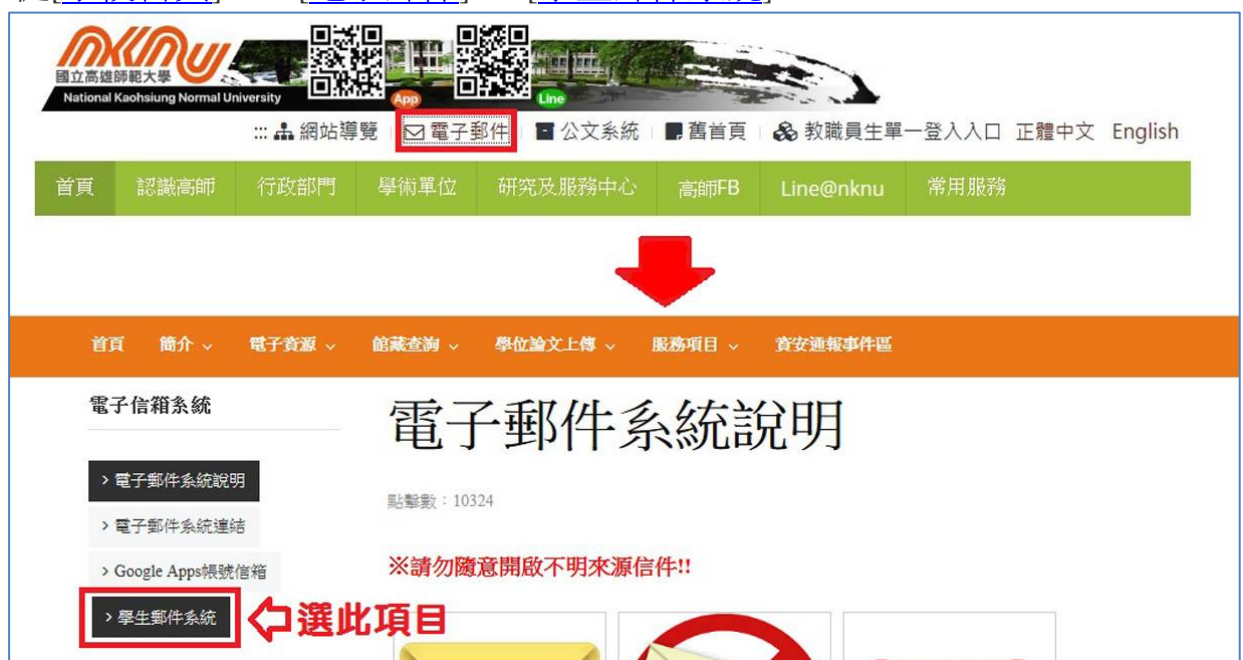 國立高雄師範大學
National Kaohsiung Normal University
App
Line
::: 網站導覽 電子郵件 公文系統 舊首頁 教職員生單一登入入口 正體中文 English
首頁 認識高師 行政部門 學術單位 研究及服務中心 高師FB Line@nknu 常用服務
首頁 簡介 電子資源 館藏查詢 學位論文上傳 服務項目 資安通報事件區
電子信箱系統
電子郵件系統說明
> 電子郵件系統說明
點擊數：10324
> 電子郵件系統連結
※請勿隨意開啟不明來源信件!!
> Google Apps帳號信箱
> 學生郵件系統
選此項目